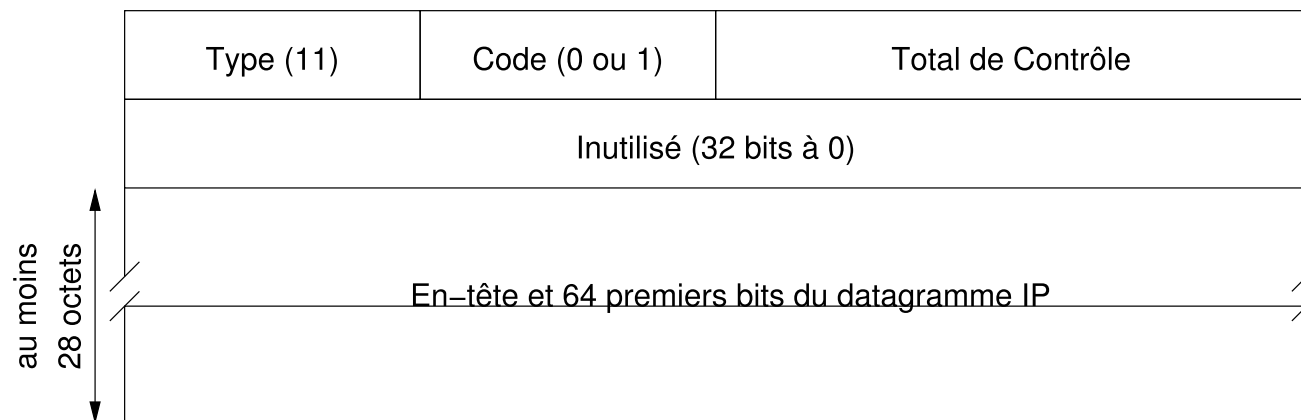 Type (11)
Code (0 ou 1)
Total de Contrôle
Inutilisé (32 bits à 0)
au moins
28 octets
En−tête et 64 premiers bits du datagramme IP